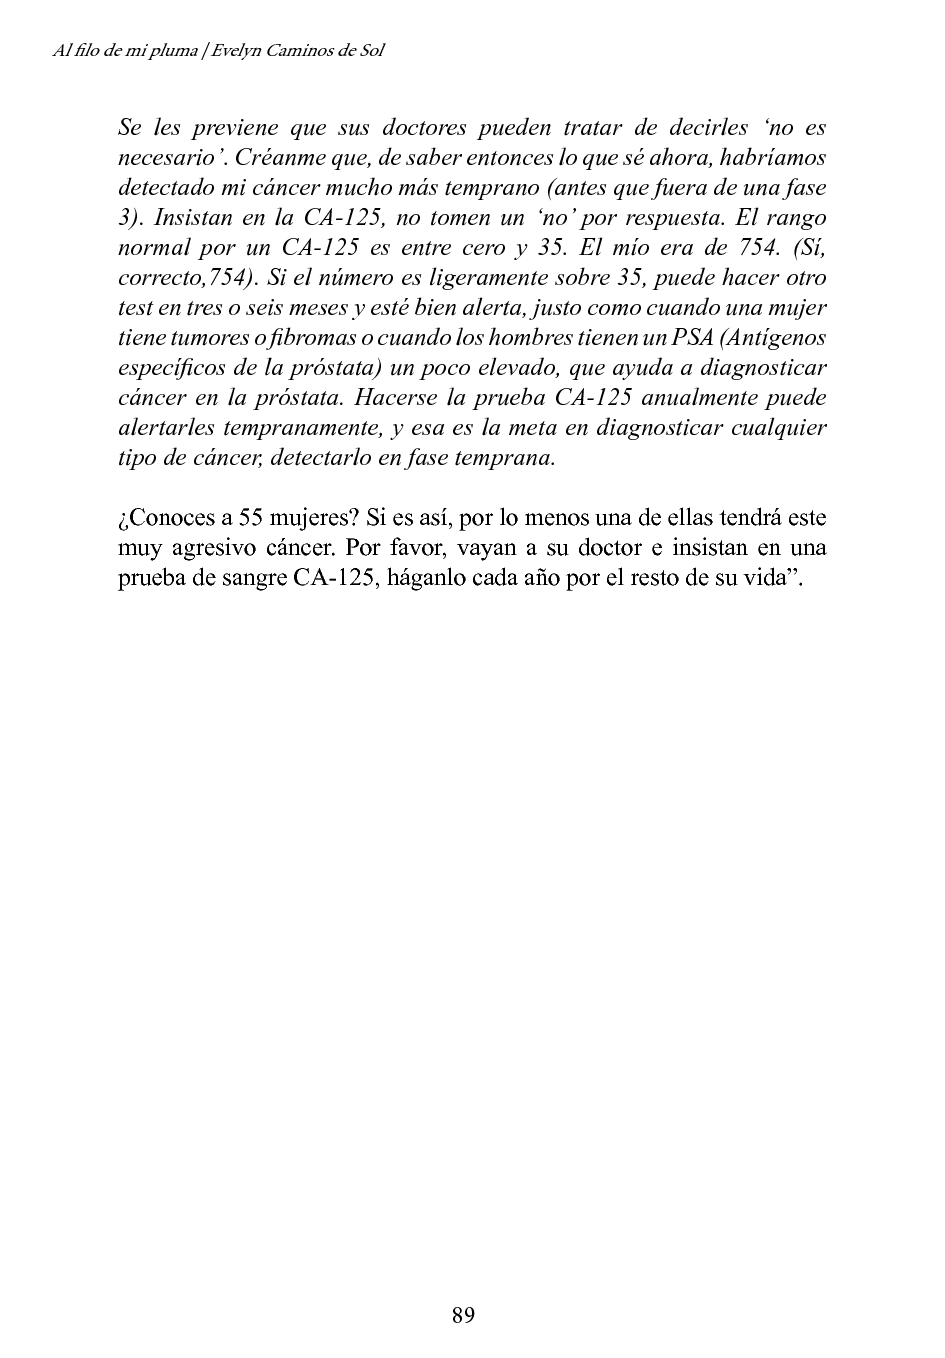 Al filo de mi pluma | Evelyn Caminos de Sol
Se les previene que sus doctores pueden tratar de decirles ‘no es
necesario’. Créanme que, de saber entonces lo que sé ahora, habríamos
detectado mi cáncer mucho más temprano (antes que fuera de una fase
3). Insistan en la CA-125, no tomen un ‘no’ por respuesta. El rango
normal por un CA-125 es entre cero y 35. El mío era de 754. (Sí,
correcto,754). Si el número es ligeramente sobre 35, puede hacer otro
test en tres o seis meses y esté bien alerta, justo como cuando una mujer
tiene tumores o fibromas o cuando los hombres tienen un PSA (Antígenos
específicos de la próstata) un poco elevado, que ayuda a diagnosticar
cáncer en la próstata. Hacerse la prueba CA-125 anualmente puede
alertarles tempranamente, y esa es la meta en diagnosticar cualquier
tipo de cáncer, detectarlo en fase temprana.
¿Conoces a 55 mujeres? Si es así, por lo menos una de ellas tendrá este
muy agresivo cáncer. Por favor, vayan a su doctor e insistan en una
prueba de sangre CA-125, háganlo cada año por el resto de su vida”.
89